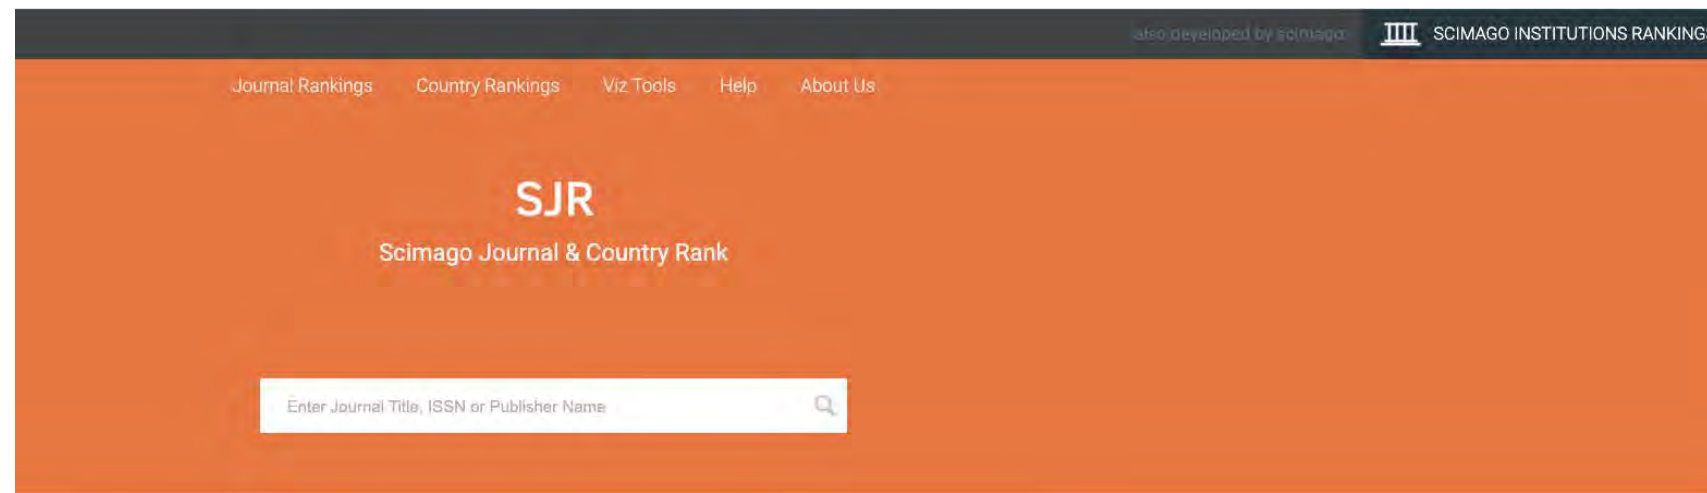 also developed by scimago
SCIMAGO INSTITUTIONS RANKINGS
Journal Rankings Country Rankings Viz Tools Help About Us
SJR
Scimago Journal & Country Rank
Enter Journal Title, ISSN or Publisher Name